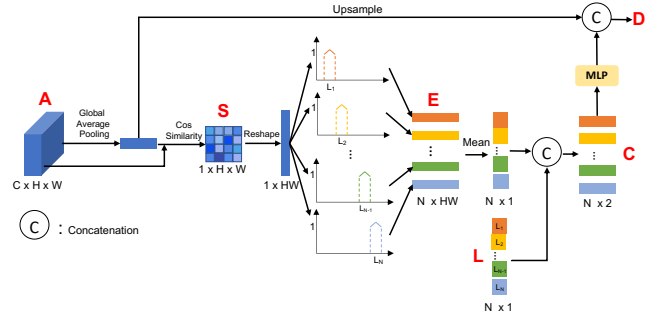 Upsample
C
D
A
Global
Average
Pooling
C x H x W
Cos
Similarity
S
1 x H x W
Reshape
1 x HW
1
L1
1
L2
...
1
LN-1
1
LN
E
...
N x HW
Mean
...
N x 1
C
MLP
...
C
N x 2
L
L1
L2
...
LN-1
LN
N x 1
C : Concatenation